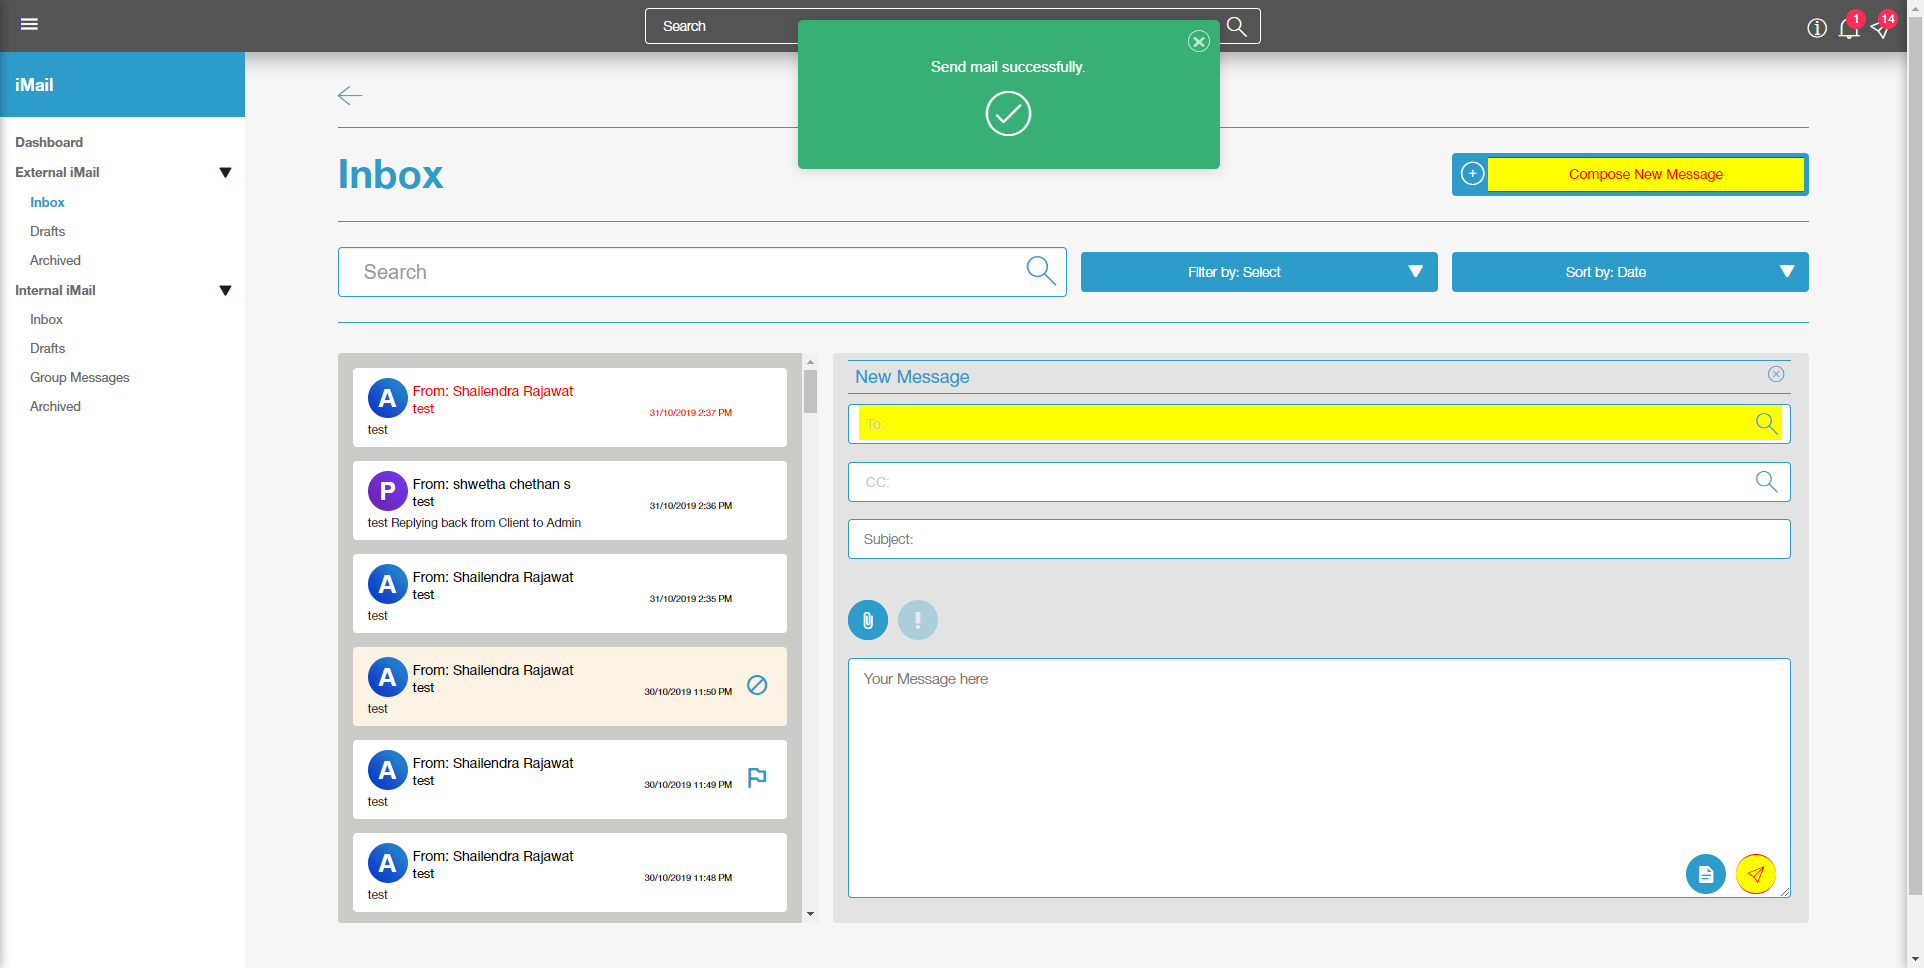 Search
1
14
Send mail successfully.
iMail
Dashboard
External iMail
Inbox
Drafts
Archived
Internal iMail
Inbox
Drafts
Group Messages
Archived
Inbox
Compose New Message
Search
Filter by: Select
Sort by: Date
A
From: Shailendra Rajawat
test
31/10/2019 2:37 PM
test
P
From: shwetha chethan s
test
31/10/2019 2:36 PM
test Replying back from Client to Admin
A
From: Shailendra Rajawat
test
31/10/2019 2:35 PM
test
A
From: Shailendra Rajawat
test
30/10/2019 11:50 PM
test
A
From: Shailendra Rajawat
test
30/10/2019 11:49 PM
test
A
From: Shailendra Rajawat
test
30/10/2019 11:48 PM
test
New Message
To:
CC:
Subject:
Your Message here